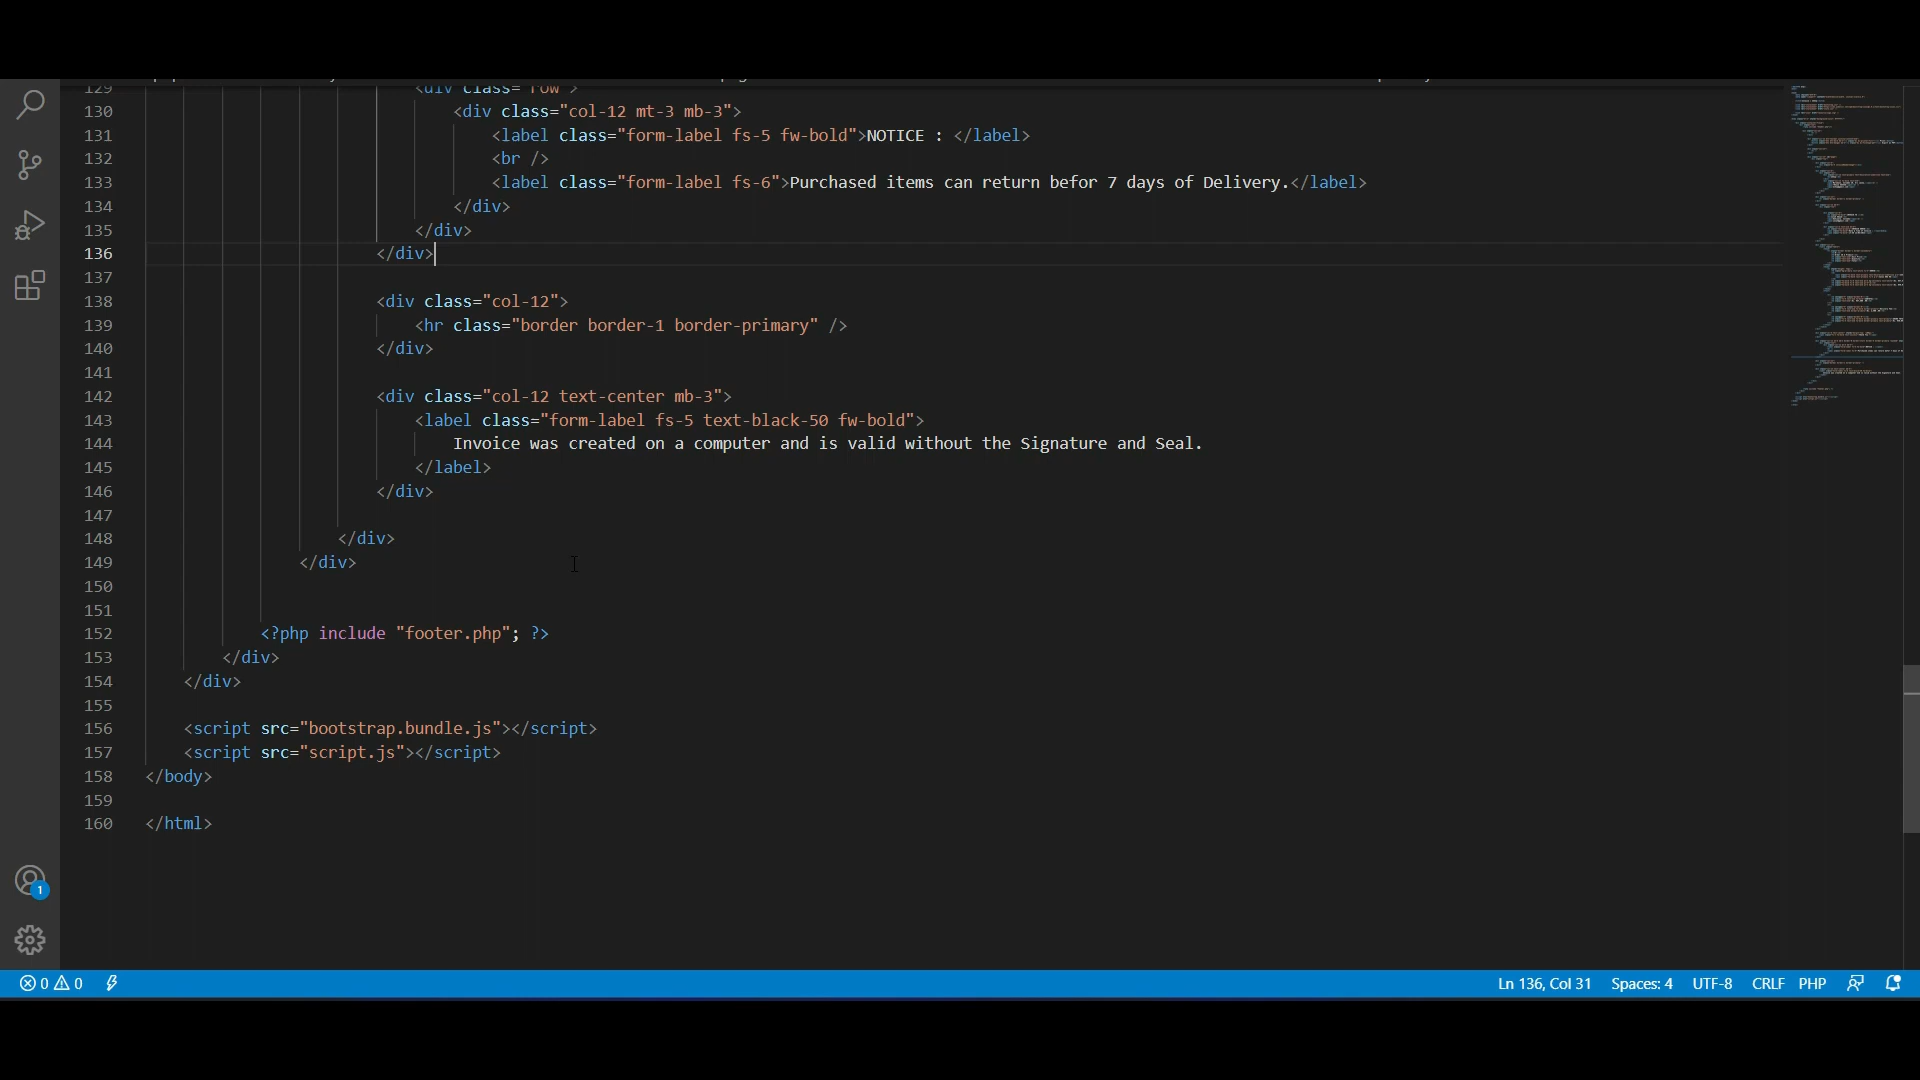 129 <div class="row">
130 <div class="col-12 mt-3 mb-3">
131 <label class="form-label fs-5 fw-bold">NOTICE : </label>
132 <br />
133 <label class="form-label fs-6">Purchased items can return befor 7 days of Delivery.</label>
134 </div>
135 </div>
136 </div>
137
138 <div class="col-12">
139 <hr class="border border-1 border-primary" />
140 </div>
141
142 <div class="col-12 text-center mb-3">
143 <label class="form-label fs-5 text-black-50 fw-bold">
144 Invoice was created on a computer and is valid without the Signature and Seal.
145 </label>
146 </div>
147
148 </div>
149 </div>
150
151
152 <?php include "footer.php"; ?>
153 </div>
154 </div>
155
156 <script src="bootstrap.bundle.js"></script>
157 <script src="script.js"></script>
158 </body>
159
160 </html>
1
0 0 Ln 136, Col 31 Spaces: 4 UTF-8 CRLF PHP